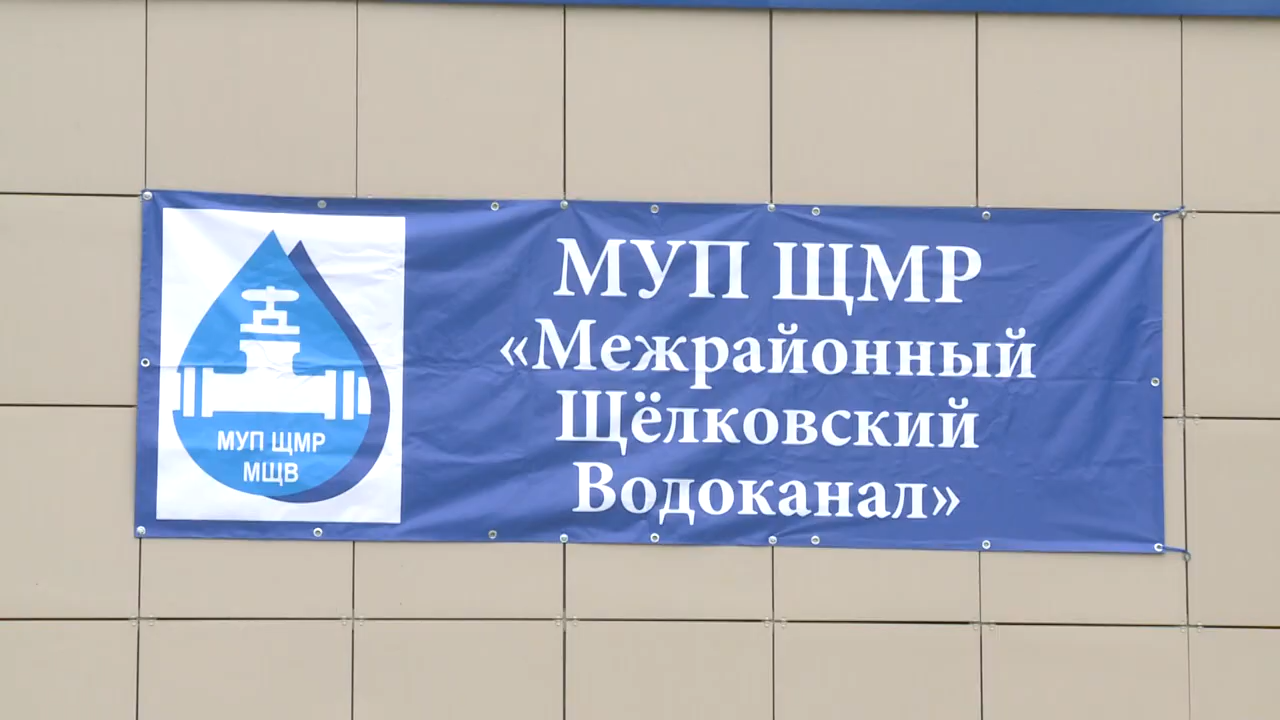 МУП ЩМР
МЩВ
МУП ЩМР
«Межрайонный
Щёлковский
Водоканал»